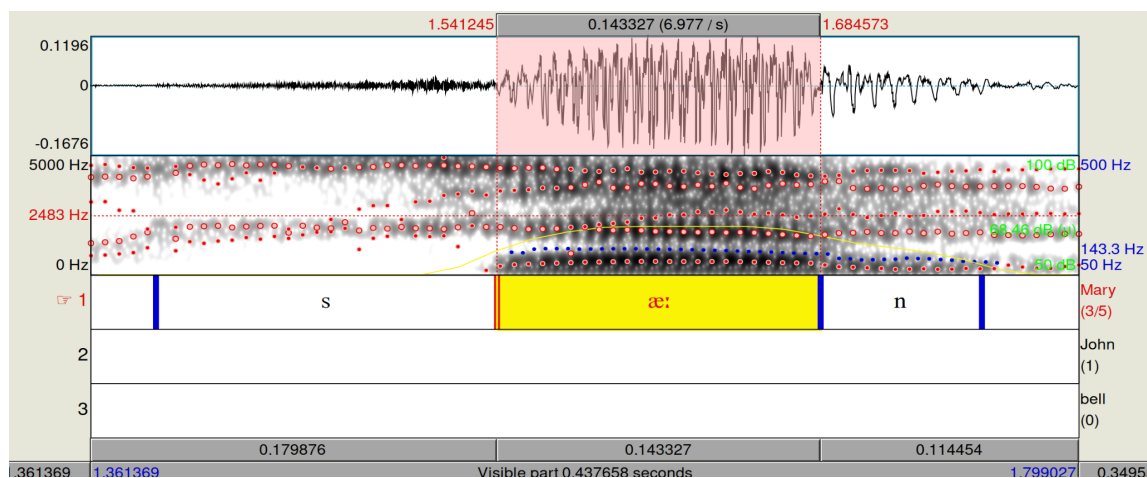 1.541245 0.143327 (6.977 / s) 1.684573
0.1196
0
-0.1676
5000 Hz 100 dB 500 Hz
2483 Hz
68.46 dB (µ)
143.3 Hz
0 Hz 50 dB 50 Hz
☞ 1 s æː n Mary
(3/5)
2 John
(1)
3 bell
(0)
0.179876 0.143327 0.114454
.361369 1.361369 Visible part 0.437658 seconds 1.799027 0.3495